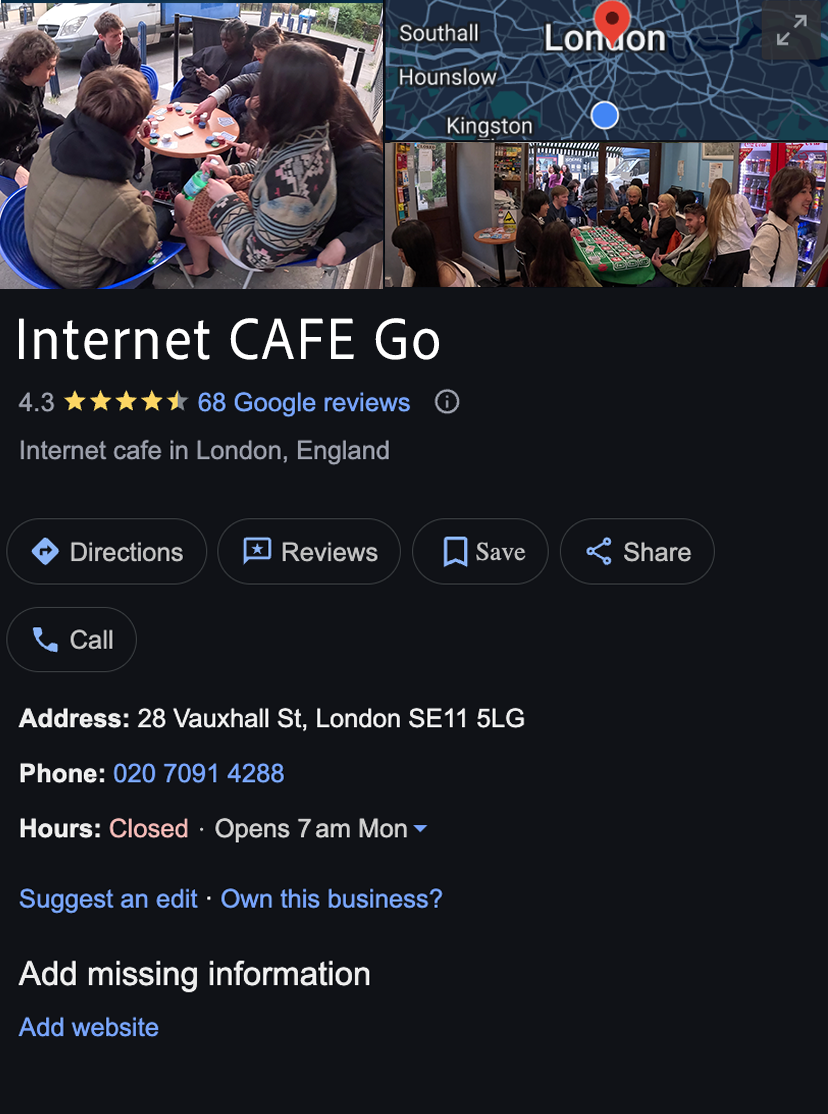 Southall
London
Hounslow
Kingston
Internet CAFE Go
4.3 68 Google reviews
Internet cafe in London, England
Directions
Reviews
Save
Share
Call
Address: 28 Vauxhall St, London SE11 5LG
Phone: 020 7091 4288
Hours: Closed · Opens 7 am Mon
Suggest an edit · Own this business?
Add missing information
Add website